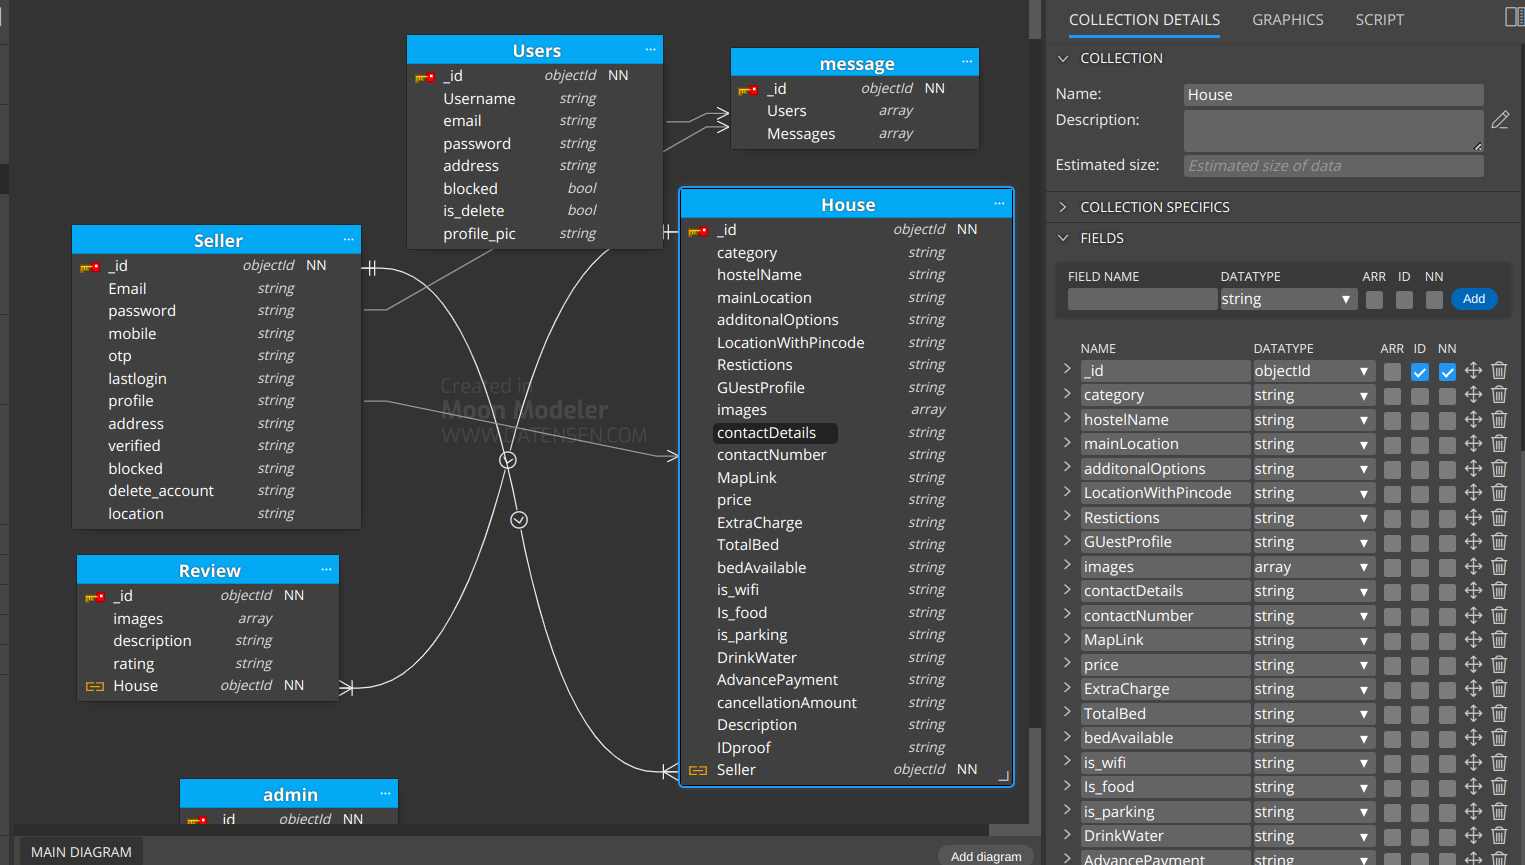 Users ...
_id objectId NN
Username string
email string
password string
address string
blocked bool
is_delete bool
profile_pic string
message ...
_id objectId NN
Users array
Messages array
Seller ...
_id objectId NN
Email string
password string
mobile string
otp string
lastlogin string
profile string
address string
verified string
blocked string
delete_account string
location string
Review ...
_id objectId NN
images array
description string
rating string
House objectId NN
admin ...
_id objectId NN
Created in
Moon Modeler
WWW.DATENSEN.COM
House ...
_id objectId NN
category string
hostelName string
mainLocation string
additonalOptions string
LocationWithPincode string
Restictions string
GUestProfile string
images array
contactDetails string
contactNumber string
MapLink string
price string
ExtraCharge string
TotalBed string
bedAvailable string
is_wifi string
Is_food string
is_parking string
DrinkWater string
AdvancePayment string
cancellationAmount string
Description string
IDproof string
Seller objectId NN
MAIN DIAGRAM
Add diagram
COLLECTION DETAILS GRAPHICS SCRIPT
COLLECTION
Name: House
Description:
Estimated size: Estimated size of data
COLLECTION SPECIFICS
FIELDS
FIELD NAME DATATYPE ARR ID NN
string Add
NAME DATATYPE ARR ID NN
_id objectId
category string
hostelName string
mainLocation string
additonalOptions string
LocationWithPincode string
Restictions string
GUestProfile string
images array
contactDetails string
contactNumber string
MapLink string
price string
ExtraCharge string
TotalBed string
bedAvailable string
is_wifi string
Is_food string
is_parking string
DrinkWater string
AdvancePayment string